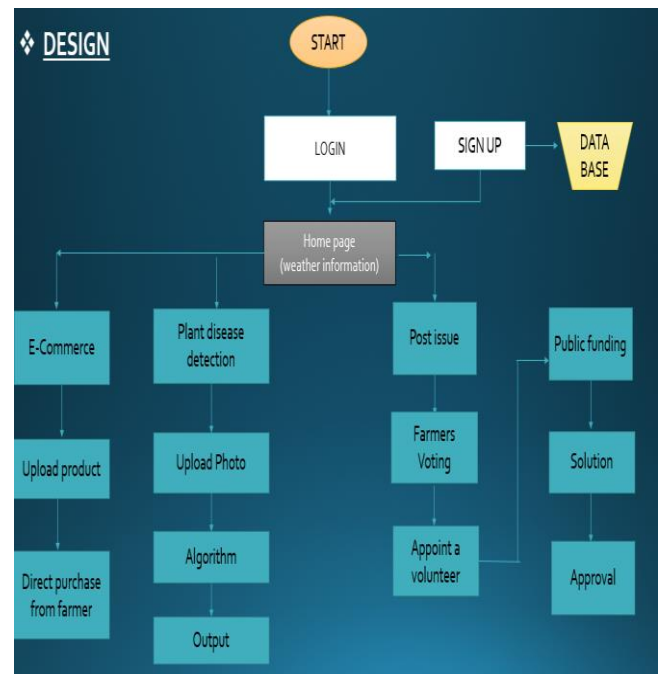 ❖ DESIGN
START
LOGIN
SIGN UP
DATA
BASE
Home page
(weather information)
E-Commerce
Upload product
Direct purchase
from farmer
Plant disease
detection
Upload Photo
Algorithm
Output
Post issue
Farmers
Voting
Appoint a
volunteer
Public funding
Solution
Approval